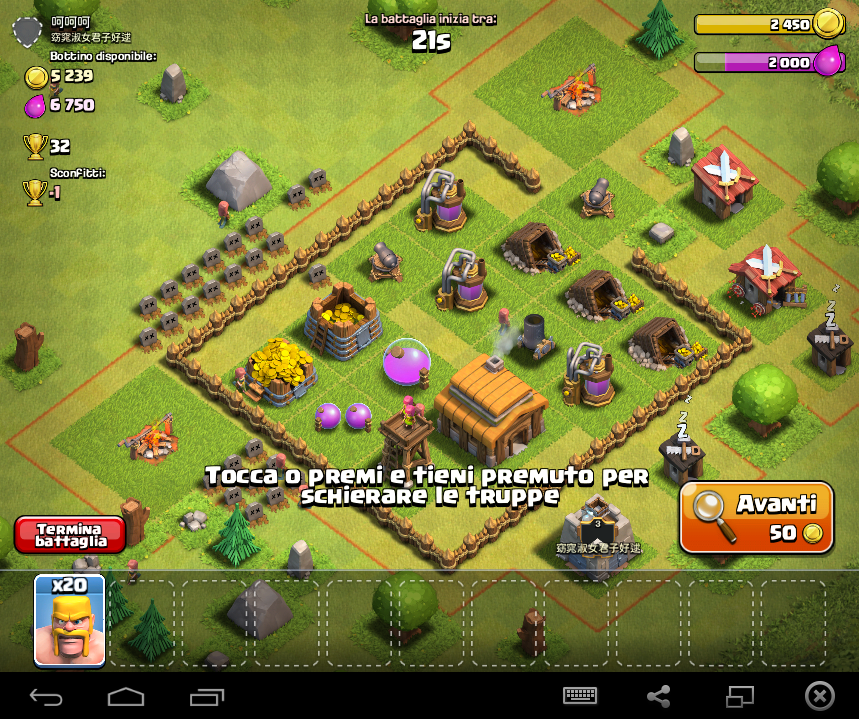 呵呵呵
窈窕淑女君子好逑
La battaglia inizia tra:
21s
2 450
Bottino disponibile:
5 239
2 000
6 750
32
Sconfitti:
-1
Z
Z
Z
Z
Tocca o premi e tieni premuto per
schierare le truppe
Avanti
50
Termina
battaglia
3
窈窕淑女君子好逑
x20